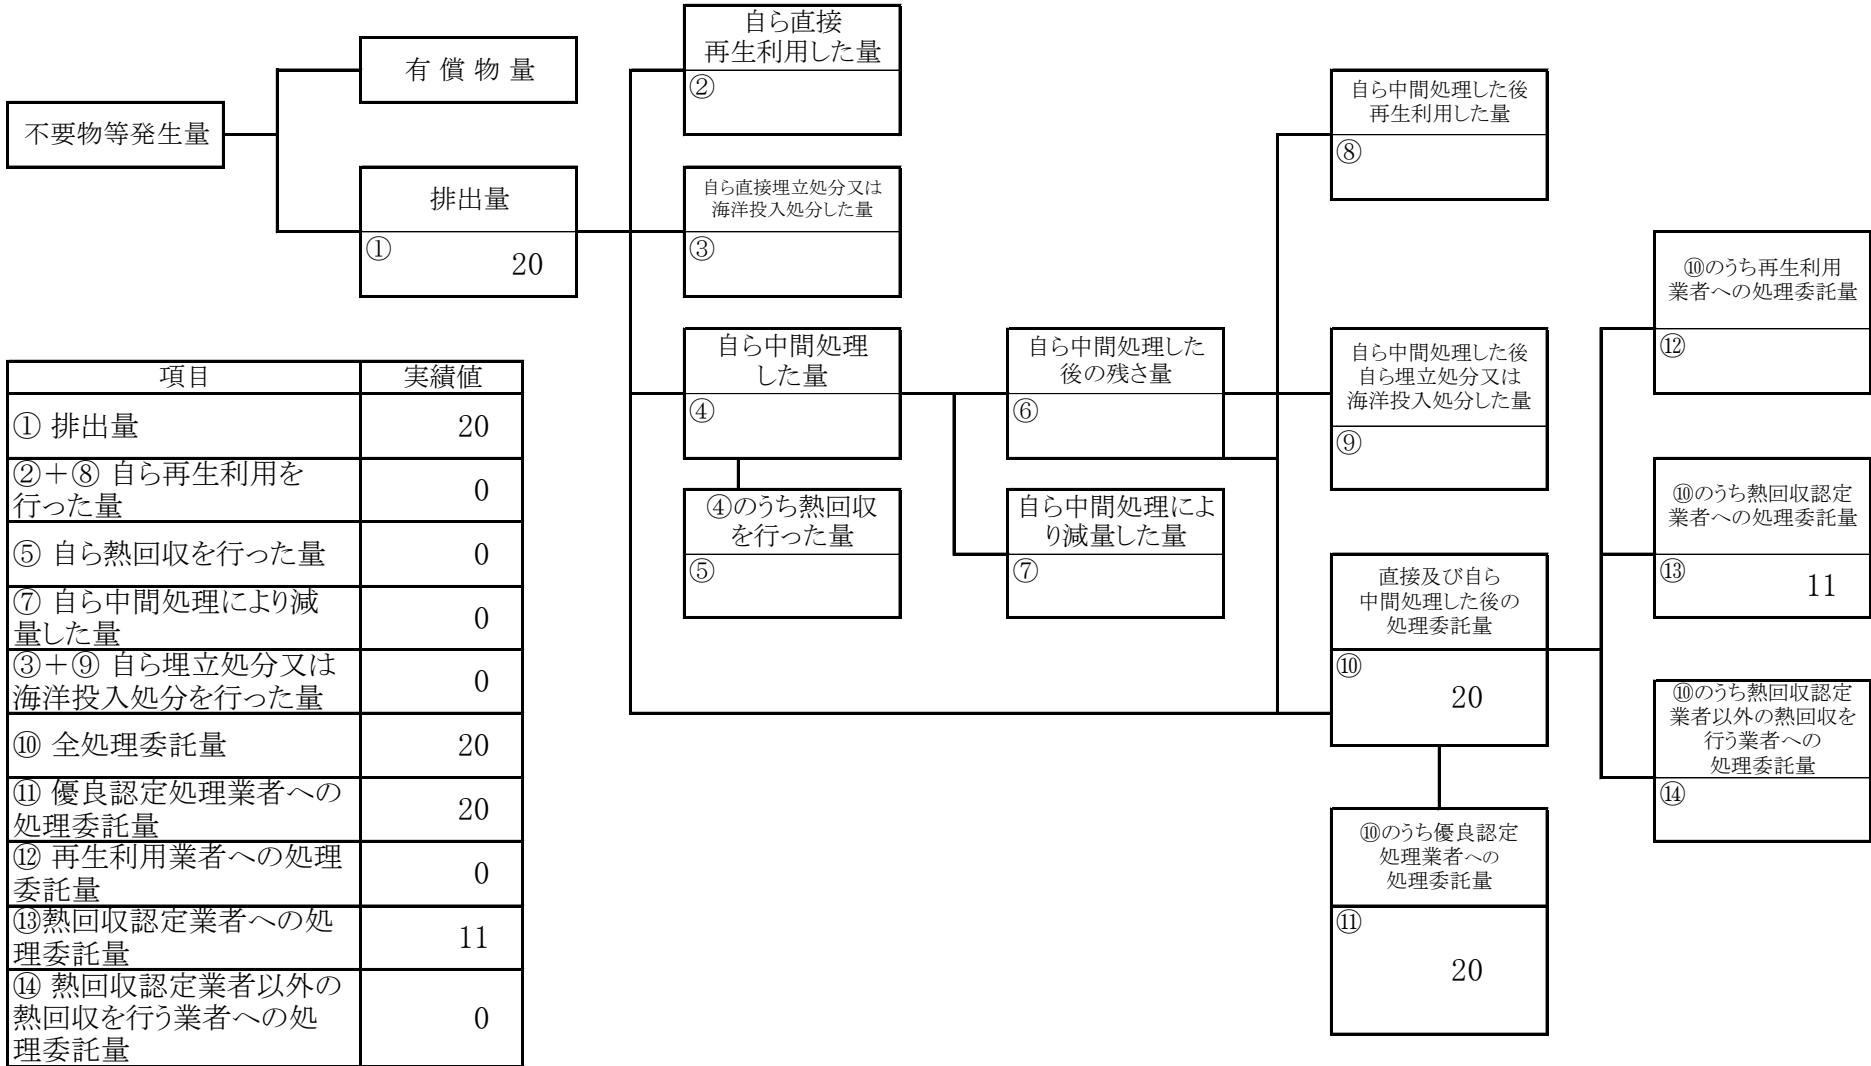 不要物等発生量
有 償 物 量
排出量
①
20
自ら直接
再生利用した量
②
自ら直接埋立処分又は
海洋投入処分した量
③
自ら中間処理
した量
④
④のうち熱回収
を行った量
⑤
自ら中間処理した
後の残さ量
⑥
自ら中間処理によ
り減量した量
⑦
自ら中間処理した後
再生利用した量
⑧
自ら中間処理した後
自ら埋立処分又は
海洋投入処分した量
⑨
直接及び自ら
中間処理した後の
処理委託量
⑩
20
⑩のうち優良認定
処理業者への
処理委託量
⑪
20
⑩のうち再生利用
業者への処理委託量
⑫
⑩のうち熱回収認定
業者への処理委託量
⑬
11
⑩のうち熱回収認定
業者以外の熱回収を
行う業者への
処理委託量
⑭
項目 実績値
① 排出量 20
②＋⑧ 自ら再生利用を
行った量 0
⑤ 自ら熱回収を行った量 0
⑦ 自ら中間処理により減
量した量 0
③＋⑨ 自ら埋立処分又は
海洋投入処分を行った量 0
⑩ 全処理委託量 20
⑪ 優良認定処理業者への
処理委託量 20
⑫ 再生利用業者への処理
委託量 0
⑬熱回収認定業者への処
理委託量 11
⑭ 熱回収認定業者以外の
熱回収を行う業者への処
理委託量 0